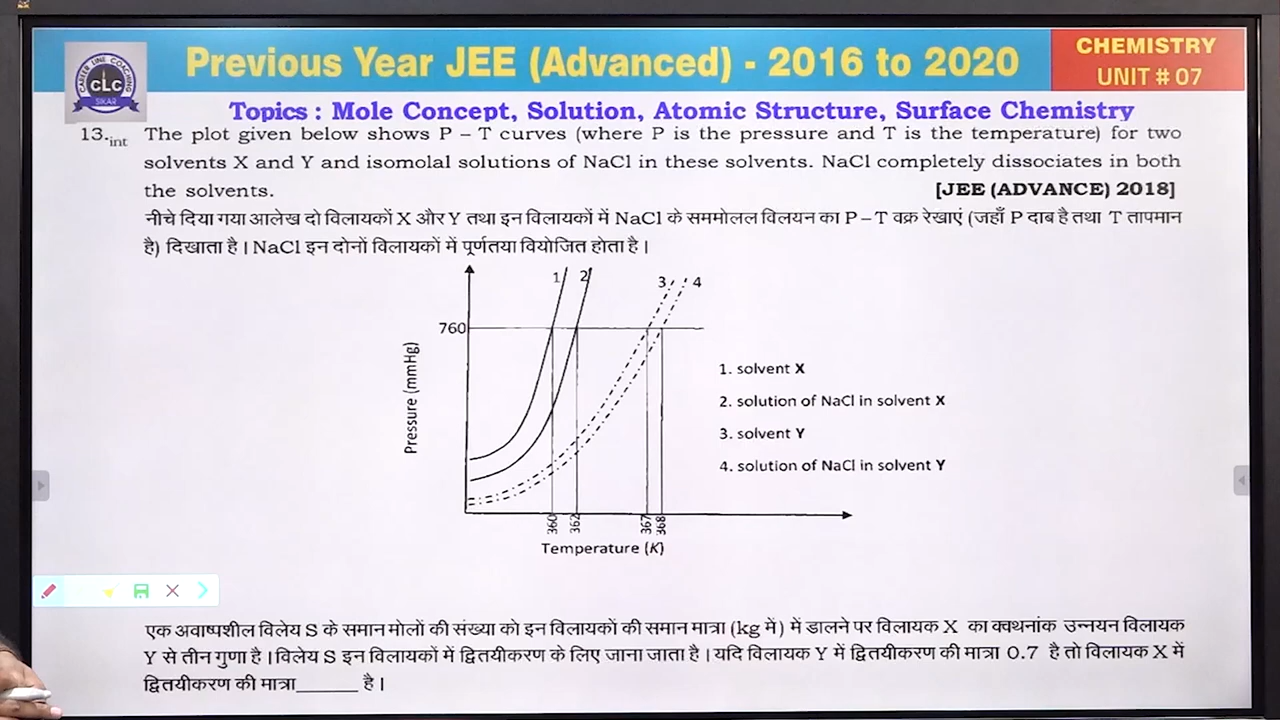 Previous Year JEE (Advanced) - 2016 to 2020
CHEMISTRY
UNIT # 07
CAREER LINE COACHING
CLC
SIKAR
Topics : Mole Concept, Solution, Atomic Structure, Surface Chemistry
13.int The plot given below shows P – T curves (where P is the pressure and T is the temperature) for two
solvents X and Y and isomolal solutions of NaCl in these solvents. NaCl completely dissociates in both
the solvents. [JEE (ADVANCE) 2018]
नीचे दिया गया आलेख दो विलायकों X और Y तथा इन विलायकों में NaCl के सममोलल विलयन का P – T वक्र रेखाएं (जहाँ P दाब है तथा T तापमान
है) दिखाता है। NaCl इन दोनों विलायकों में पूर्णतया वियोजित होता है।
1 2 3 4
760
Pressure (mmHg)
1. solvent X
2. solution of NaCl in solvent X
3. solvent Y
4. solution of NaCl in solvent Y
360 362 367 368
Temperature (K)
एक अवाष्पशील विलेय S के समान मोलों की संख्या को इन विलायकों की समान मात्रा (kg में) में डालने पर विलायक X का क्वथनांक उन्नयन विलायक
Y से तीन गुणा है। विलेय S इन विलायकों में द्वितयीकरण के लिए जाना जाता है। यदि विलायक Y में द्वितयीकरण की मात्रा 0.7 है तो विलायक X में
द्वितयीकरण की मात्रा______ है।